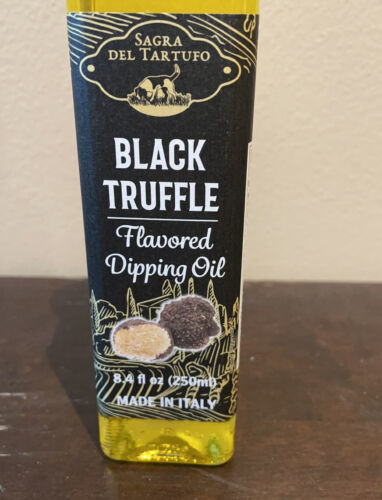 SAGRA
DEL TARTUFO
BLACK
TRUFFLE
Flavored
Dipping Oil
8.4 fl oz (250ml)
MADE IN ITALY